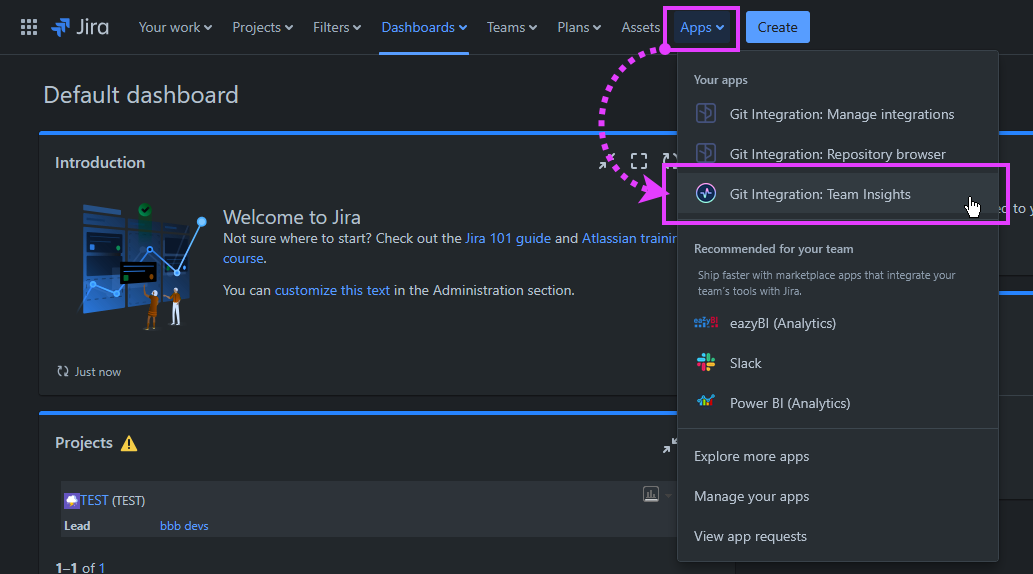 Jira
Your work
Projects
Filters
Dashboards
Teams
Plans
Assets
Apps
Create
Default dashboard
Your apps
Git Integration: Manage integrations
Git Integration: Repository browser
Git Integration: Team Insights
Recommended for your team
Ship faster with marketplace apps that integrate your
team's tools with Jira.
eazyBI (Analytics)
Slack
Power BI (Analytics)
Explore more apps
Manage your apps
View app requests
Introduction
Welcome to Jira
Not sure where to start? Check out the Jira 101 guide and Atlassian
course.
You can customize this text in the Administration section.
Just now
Projects
TEST (TEST)
Lead bbb devs
1–1 of 1
to